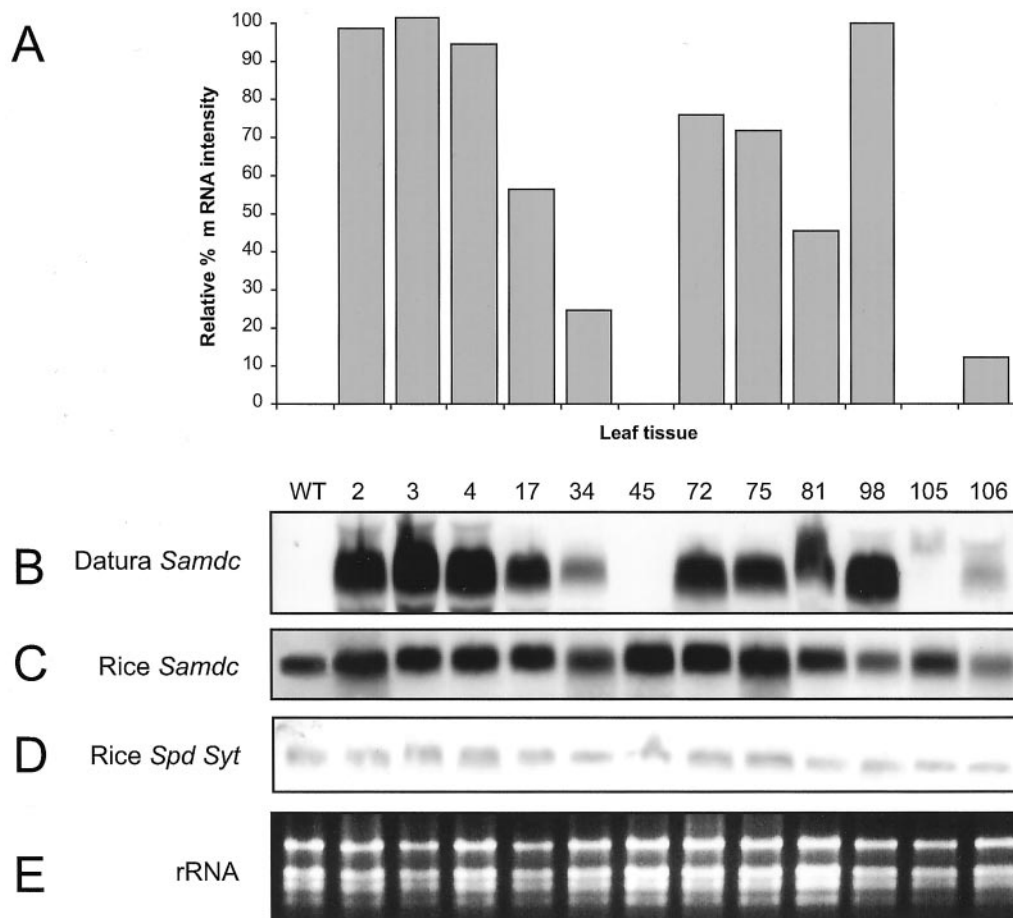 A
Relative % m RNA intensity
100
90
80
70
60
50
40
30
20
10
0
Leaf tissue
WT 2 3 4 17 34 45 72 75 81 98 105 106
B Datura Samdc
C Rice Samdc
D Rice Spd Syt
E rRNA